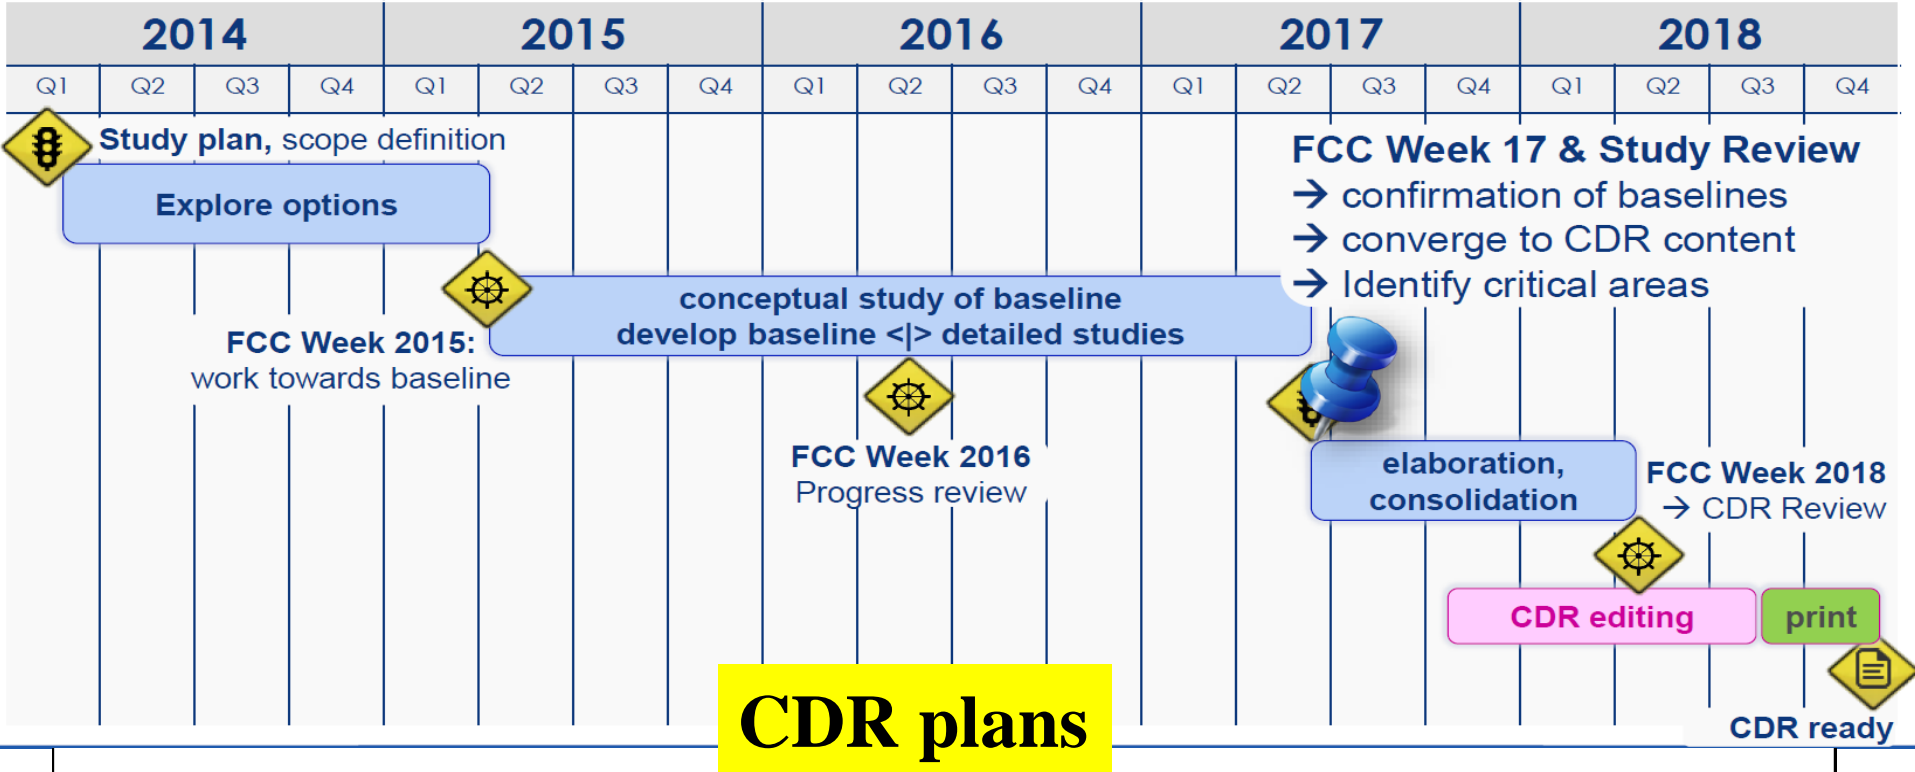 2014 2015 2016 2017 2018
Q1 Q2 Q3 Q4 Q1 Q2 Q3 Q4 Q1 Q2 Q3 Q4 Q1 Q2 Q3 Q4 Q1 Q2 Q3 Q4
Study plan, scope definition
Explore options
FCC Week 17 & Study Review
→ confirmation of baselines
→ converge to CDR content
→ Identify critical areas
conceptual study of baseline
develop baseline <|> detailed studies
FCC Week 2015:
work towards baseline
FCC Week 2016
Progress review
elaboration,
consolidation
FCC Week 2018
→ CDR Review
CDR editing
print
CDR plans
CDR ready